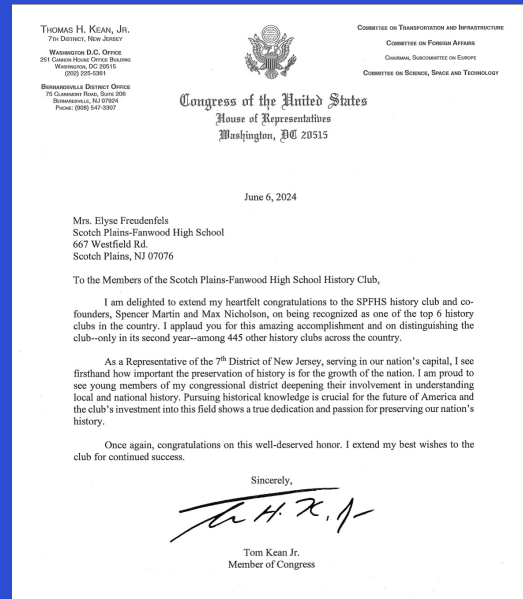 THOMAS H. KEAN, JR.
7TH DISTRICT, NEW JERSEY
WASHINGTON D.C. OFFICE
251 CANNON HOUSE OFFICE BUILDING
WASHINGTON, DC 20515
(202) 225-5361
BERNARDSVILLE DISTRICT OFFICE
75 CLAREMONT ROAD, SUITE 206
BERNARDSVILLE, NJ 07924
PHONE: (908) 547-3307
COMMITTEE ON TRANSPORTATION AND INFRASTRUCTURE
COMMITTEE ON FOREIGN AFFAIRS
CHAIRMAN, SUBCOMMITTEE ON EUROPE
COMMITTEE ON SCIENCE, SPACE AND TECHNOLOGY
Congress of the United States
House of Representatives
Washington, DC 20515
June 6, 2024
Mrs. Elyse Freudenfels
Scotch Plains-Fanwood High School
667 Westfield Rd.
Scotch Plains, NJ 07076
To the Members of the Scotch Plains-Fanwood High School History Club,
I am delighted to extend my heartfelt congratulations to the SPFHS history club and co-
founders, Spencer Martin and Max Nicholson, on being recognized as one of the top 6 history
clubs in the country. I applaud you for this amazing accomplishment and on distinguishing the
club--only in its second year--among 445 other history clubs across the country.
As a Representative of the 7th District of New Jersey, serving in our nation's capital, I see
firsthand how important the preservation of history is for the growth of the nation. I am proud to
see young members of my congressional district deepening their involvement in understanding
local and national history. Pursuing historical knowledge is crucial for the future of America and
the club's investment into this field shows a true dedication and passion for preserving our nation's
history.
Once again, congratulations on this well-deserved honor. I extend my best wishes to the
club for continued success.
Sincerely,
Tom Kean Jr.
Member of Congress